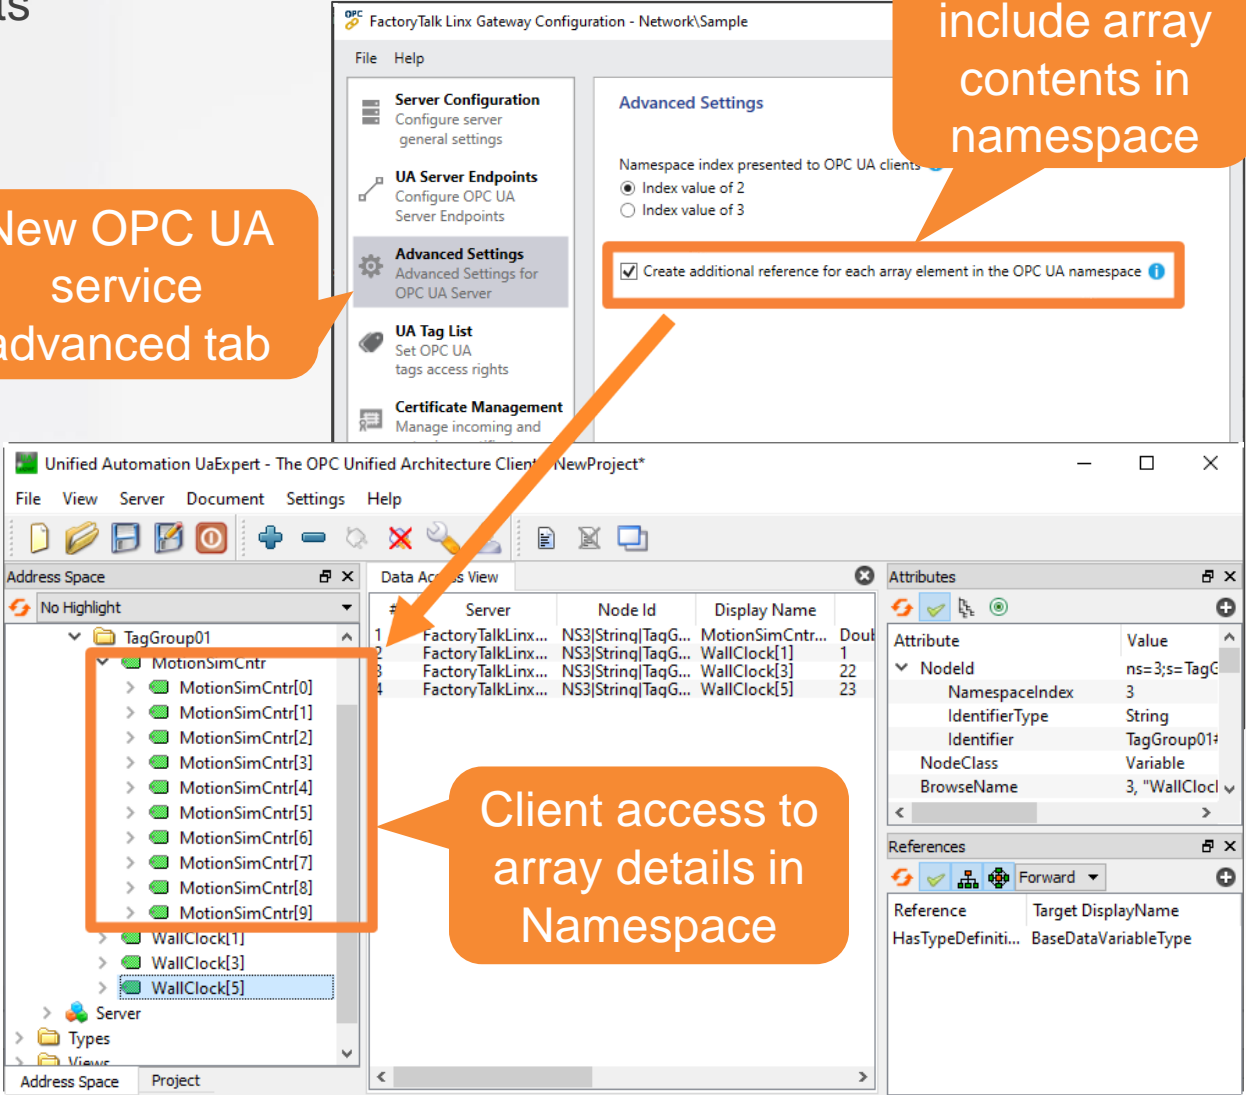 include array
contents in
namespace
FactoryTalk Linx Gateway Configuration - Network\Sample
File Help
Server Configuration
Configure server
general settings
UA Server Endpoints
Configure OPC UA
Server Endpoints
Advanced Settings
Advanced Settings for
OPC UA Server
UA Tag List
Set OPC UA
tags access rights
Certificate Management
Manage incoming and
Advanced Settings
Namespace index presented to OPC UA clients
Index value of 2
Index value of 3
Create additional reference for each array element in the OPC UA namespace
New OPC UA
service
advanced tab
Unified Automation UaExpert - The OPC Unified Architecture Client - NewProject*
File View Server Document Settings Help
Address Space
No Highlight
TagGroup01
MotionSimCntr
MotionSimCntr[0]
MotionSimCntr[1]
MotionSimCntr[2]
MotionSimCntr[3]
MotionSimCntr[4]
MotionSimCntr[5]
MotionSimCntr[6]
MotionSimCntr[7]
MotionSimCntr[8]
MotionSimCntr[9]
WallClock[1]
WallClock[3]
WallClock[5]
Server
Types
Views
Address Space Project
Data Access View
# Server Node Id Display Name
1 FactoryTalkLinx... NS3|String|TagG... MotionSimCntr... Doub
2 FactoryTalkLinx... NS3|String|TagG... WallClock[1] 1
3 FactoryTalkLinx... NS3|String|TagG... WallClock[3] 22
4 FactoryTalkLinx... NS3|String|TagG... WallClock[5] 23
Client access to
array details in
Namespace
Attributes
Attribute Value
NodeId ns=3;s=TagG
NamespaceIndex 3
IdentifierType String
Identifier TagGroup01#
NodeClass Variable
BrowseName 3, "WallClocl
References
Forward
Reference Target DisplayName
HasTypeDefiniti... BaseDataVariableType